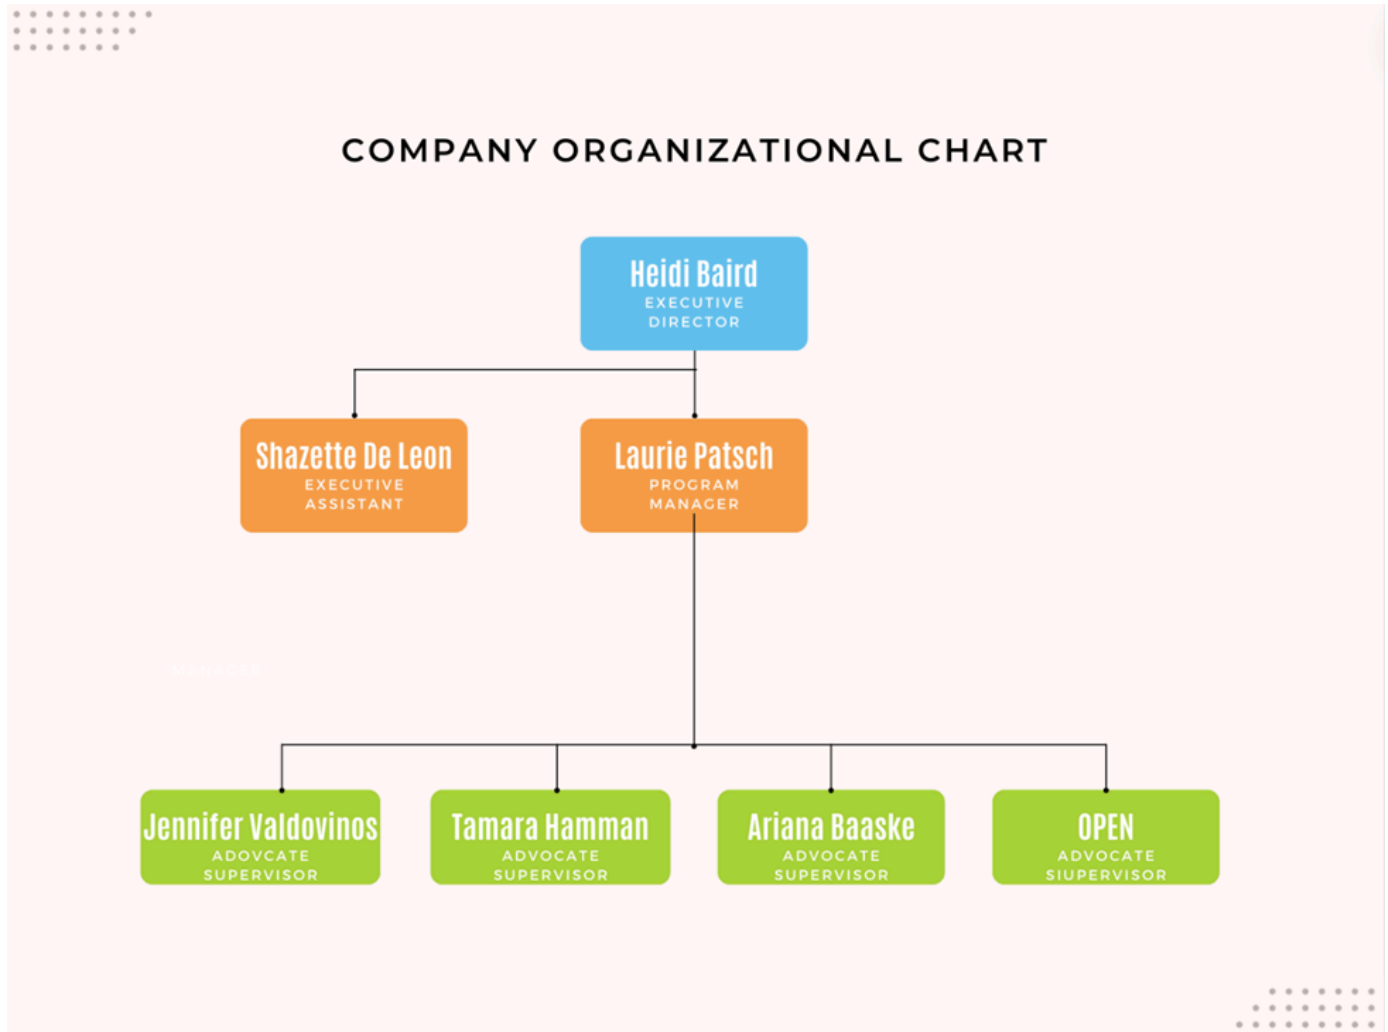 COMPANY ORGANIZATIONAL CHART
Heidi Baird
EXECUTIVE
DIRECTOR
Shazette De Leon
EXECUTIVE
ASSISTANT
Laurie Patsch
PROGRAM
MANAGER
MANAGER
Jennifer Valdovinos
ADOVCATE
SUPERVISOR
Tamara Hamman
ADVOCATE
SUPERVISOR
Ariana Baaske
ADVOCATE
SUPERVISOR
OPEN
ADVOCATE
SIUPERVISOR